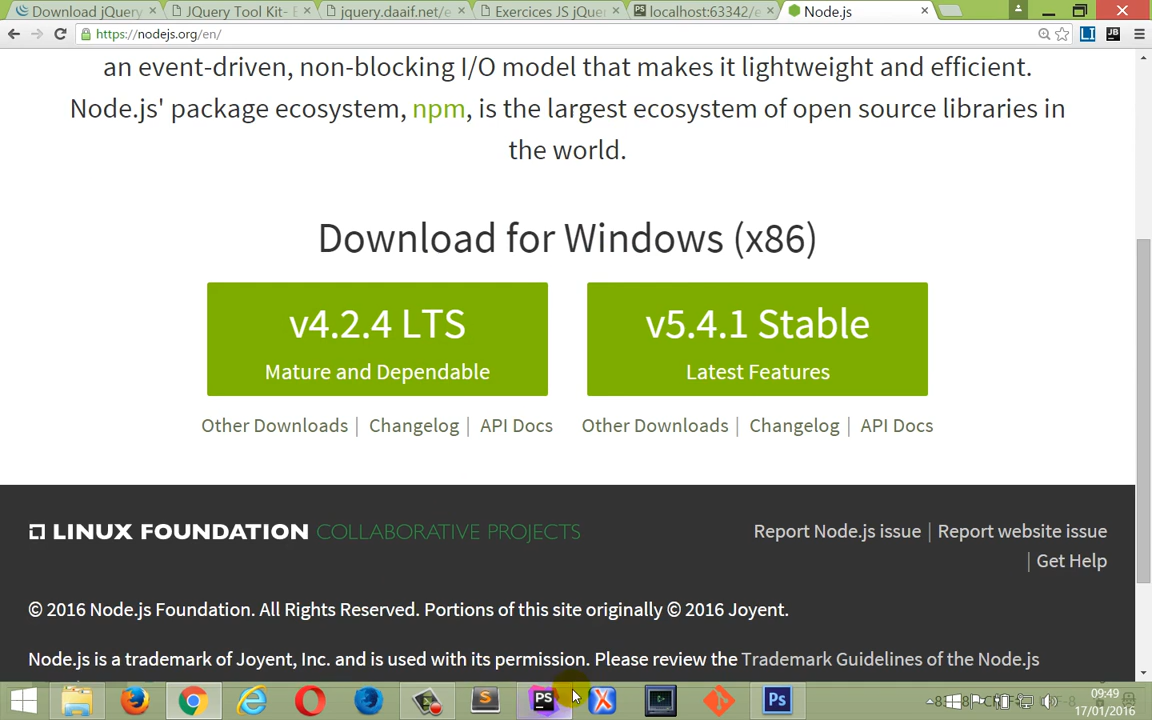 Download jQuery
JQuery Tool Kit- E
jquery.daaif.net/e
Exercices JS jQue
localhost:63342/e
Node.js
https://nodejs.org/en/
LI
JB
an event-driven, non-blocking I/O model that makes it lightweight and efficient.
Node.js' package ecosystem, npm, is the largest ecosystem of open source libraries in
the world.
Download for Windows (x86)
v4.2.4 LTS
Mature and Dependable
v5.4.1 Stable
Latest Features
Other Downloads | Changelog | API Docs
Other Downloads | Changelog | API Docs
LINUX FOUNDATION COLLABORATIVE PROJECTS
Report Node.js issue | Report website issue
| Get Help
© 2016 Node.js Foundation. All Rights Reserved. Portions of this site originally © 2016 Joyent.
Node.js is a trademark of Joyent, Inc. and is used with its permission. Please review the Trademark Guidelines of the Node.js
S
PS
X
Ps
09:49
17/01/2016